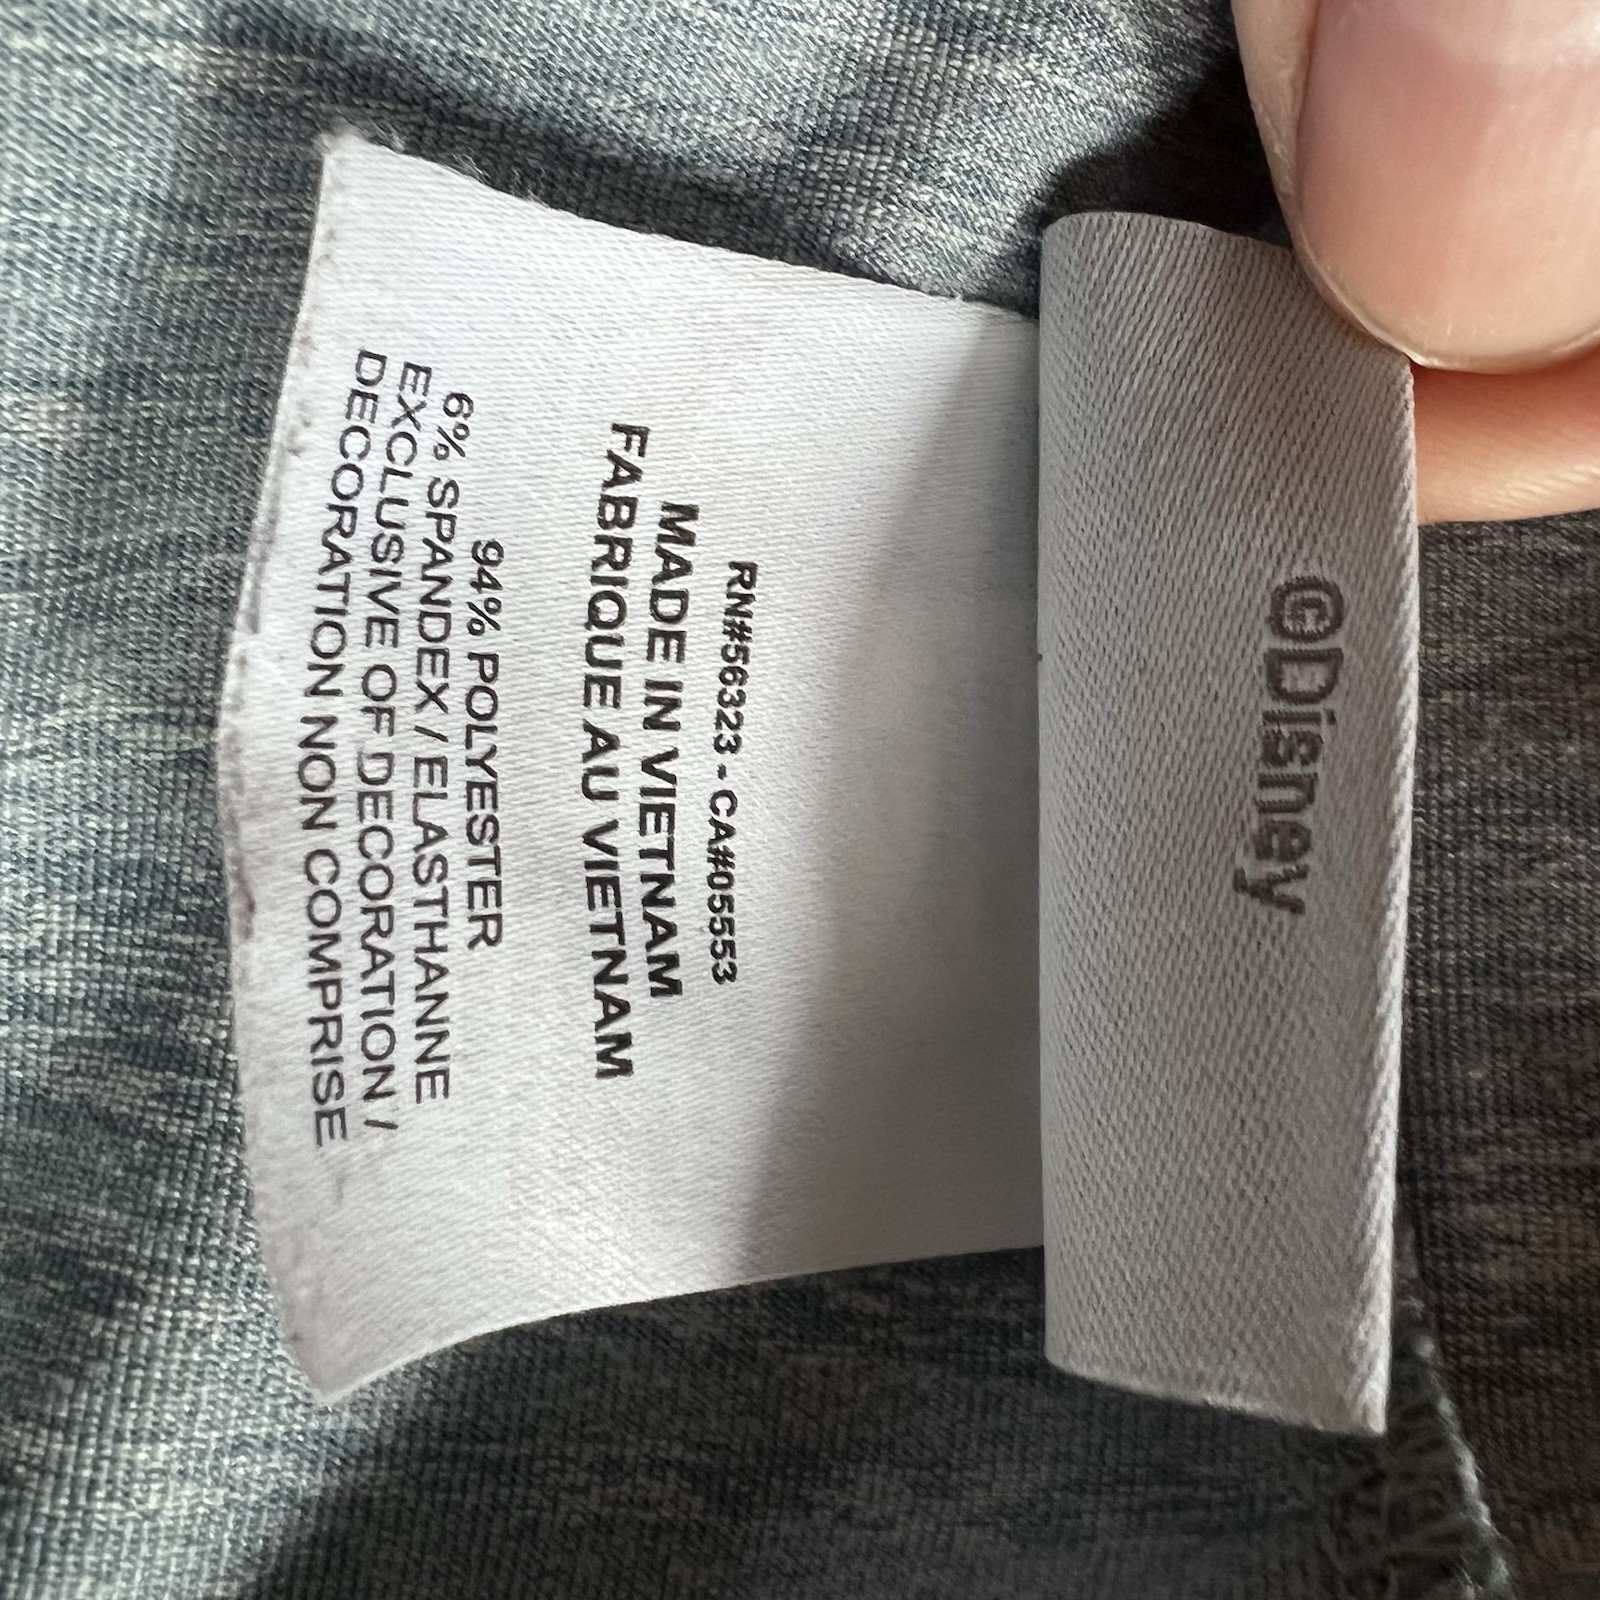 ©Disney
RN#56323 - CA#05553
MADE IN VIETNAM
FABRIQUE AU VIETNAM
94% POLYESTER
6% SPANDEX / ELASTHANNE
EXCLUSIVE OF DECORATION /
DECORATION NON COMPRISE